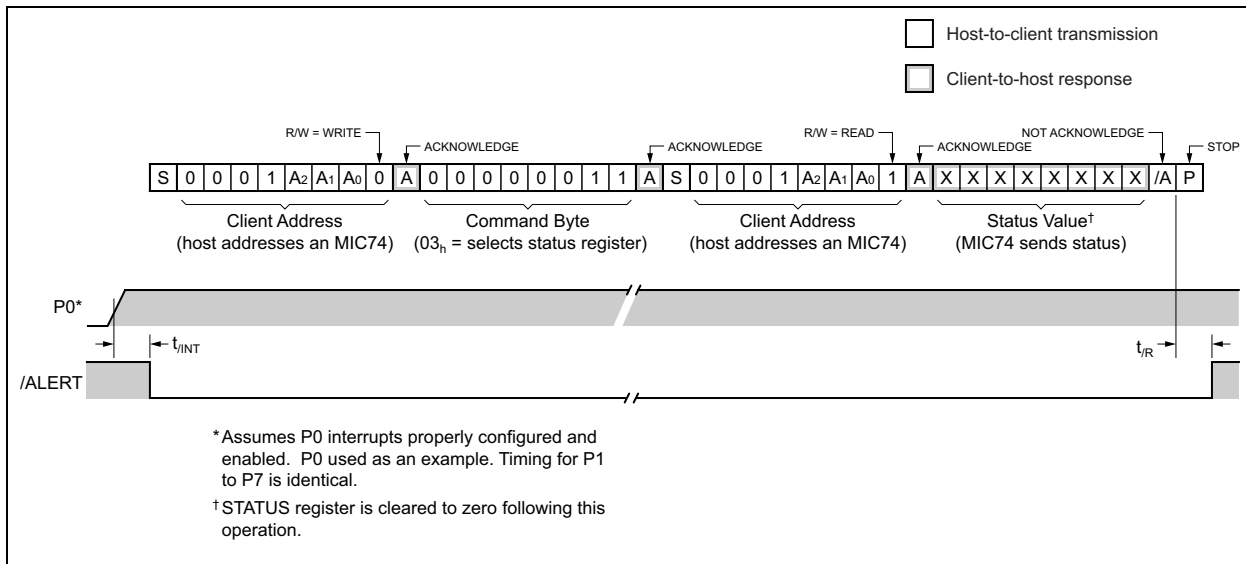 Host-to-client transmission
Client-to-host response
R/W = WRITE
ACKNOWLEDGE
ACKNOWLEDGE
R/W = READ
ACKNOWLEDGE
NOT ACKNOWLEDGE
STOP
S 0 0 0 1 A2 A1 A0 0 A 0 0 0 0 0 0 1 1 A S 0 0 0 1 A2 A1 A0 1 A X X X X X X X X /A P
Client Address
(host addresses an MIC74)
Command Byte
(03h = selects status register)
Client Address
(host addresses an MIC74)
Status Value†
(MIC74 sends status)
P0*
t/INT
t/R
/ALERT
*Assumes P0 interrupts properly configured and
enabled. P0 used as an example. Timing for P1
to P7 is identical.
†STATUS register is cleared to zero following this
operation.